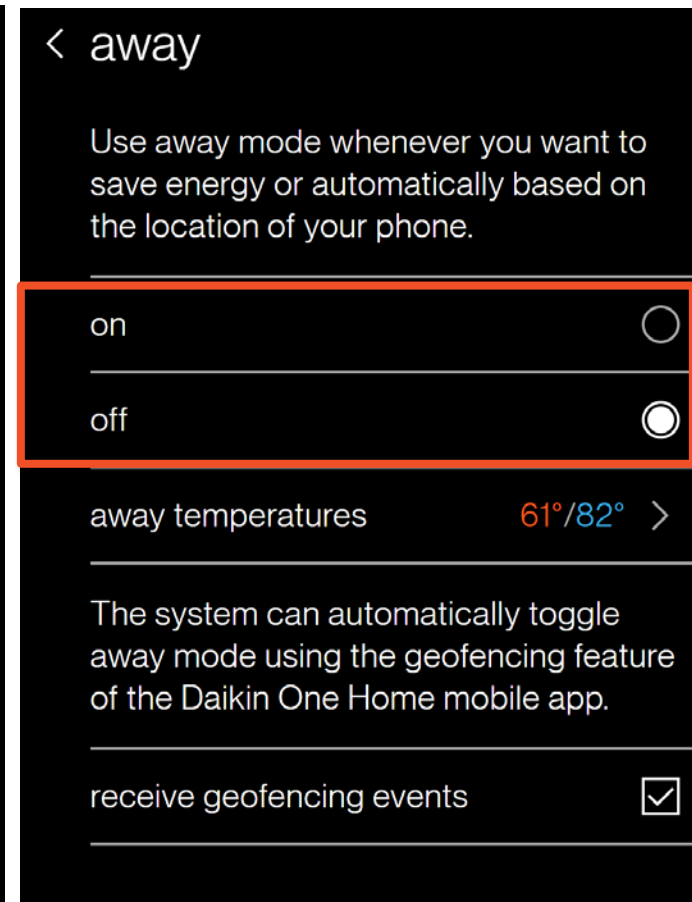 away
Use away mode whenever you want to
save energy or automatically based on
the location of your phone.
on
off
away temperatures 61°/82°
The system can automatically toggle
away mode using the geofencing feature
of the Daikin One Home mobile app.
receive geofencing events